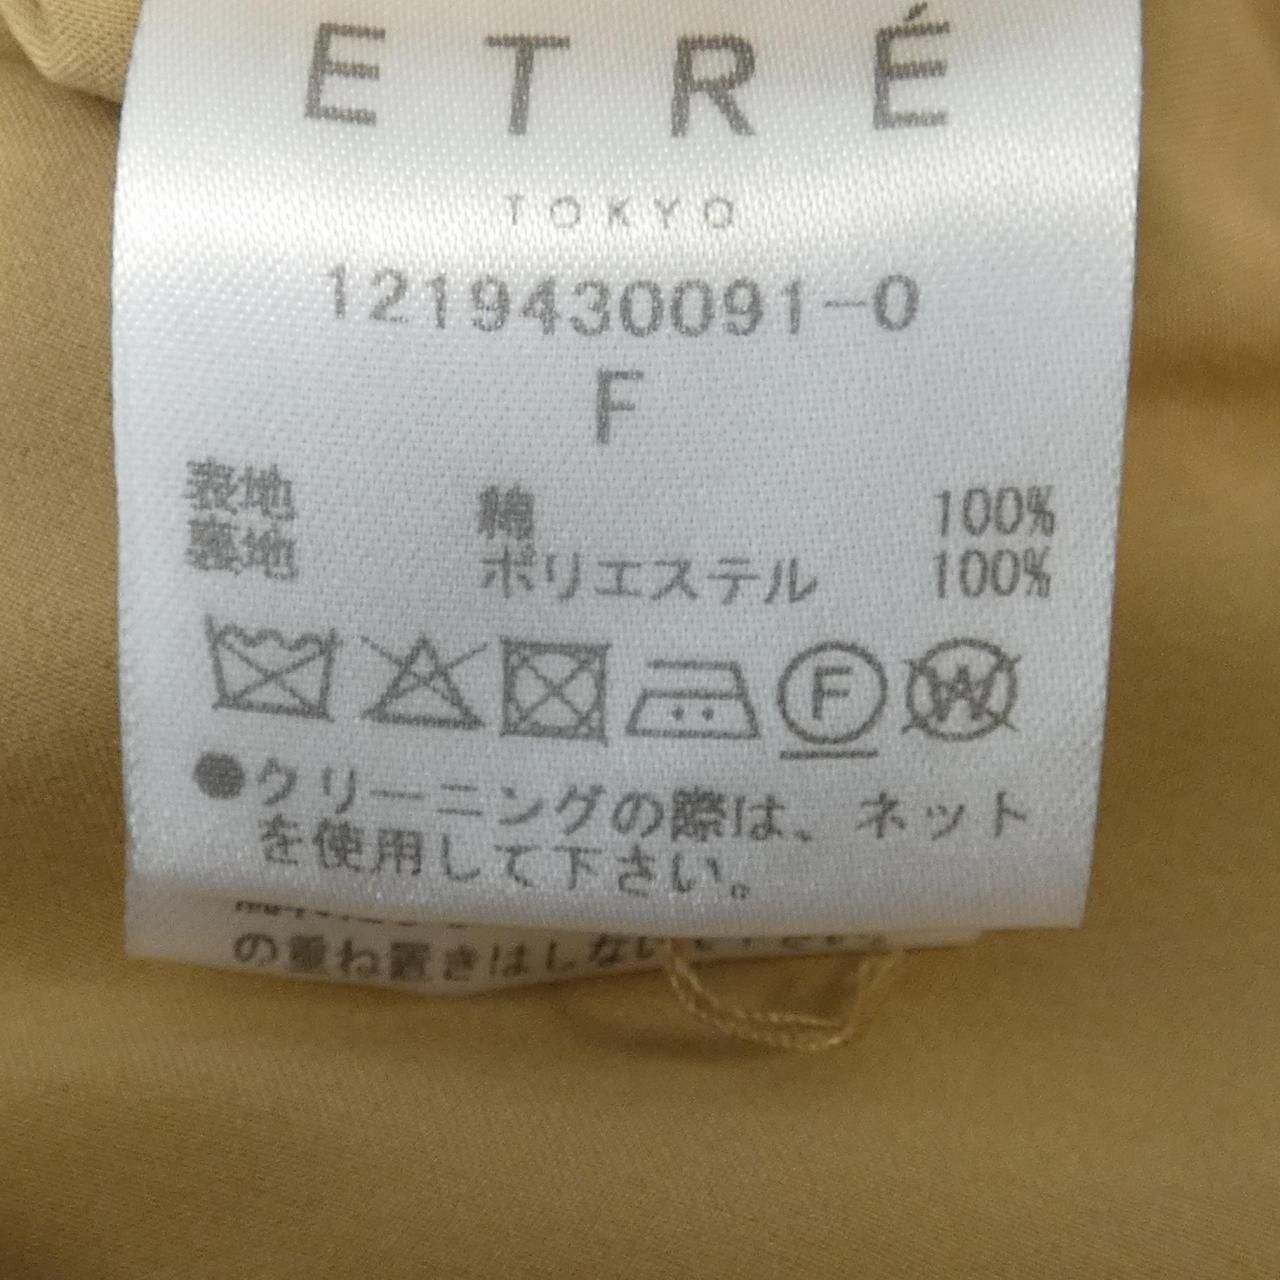 ETRÉ
TOKYO
1219430091-0
F
表地 綿 100%
裏地 ポリエステル 100%
F W
●クリーニングの際は、ネット
を使用して下さい。
の重ね置きはしない